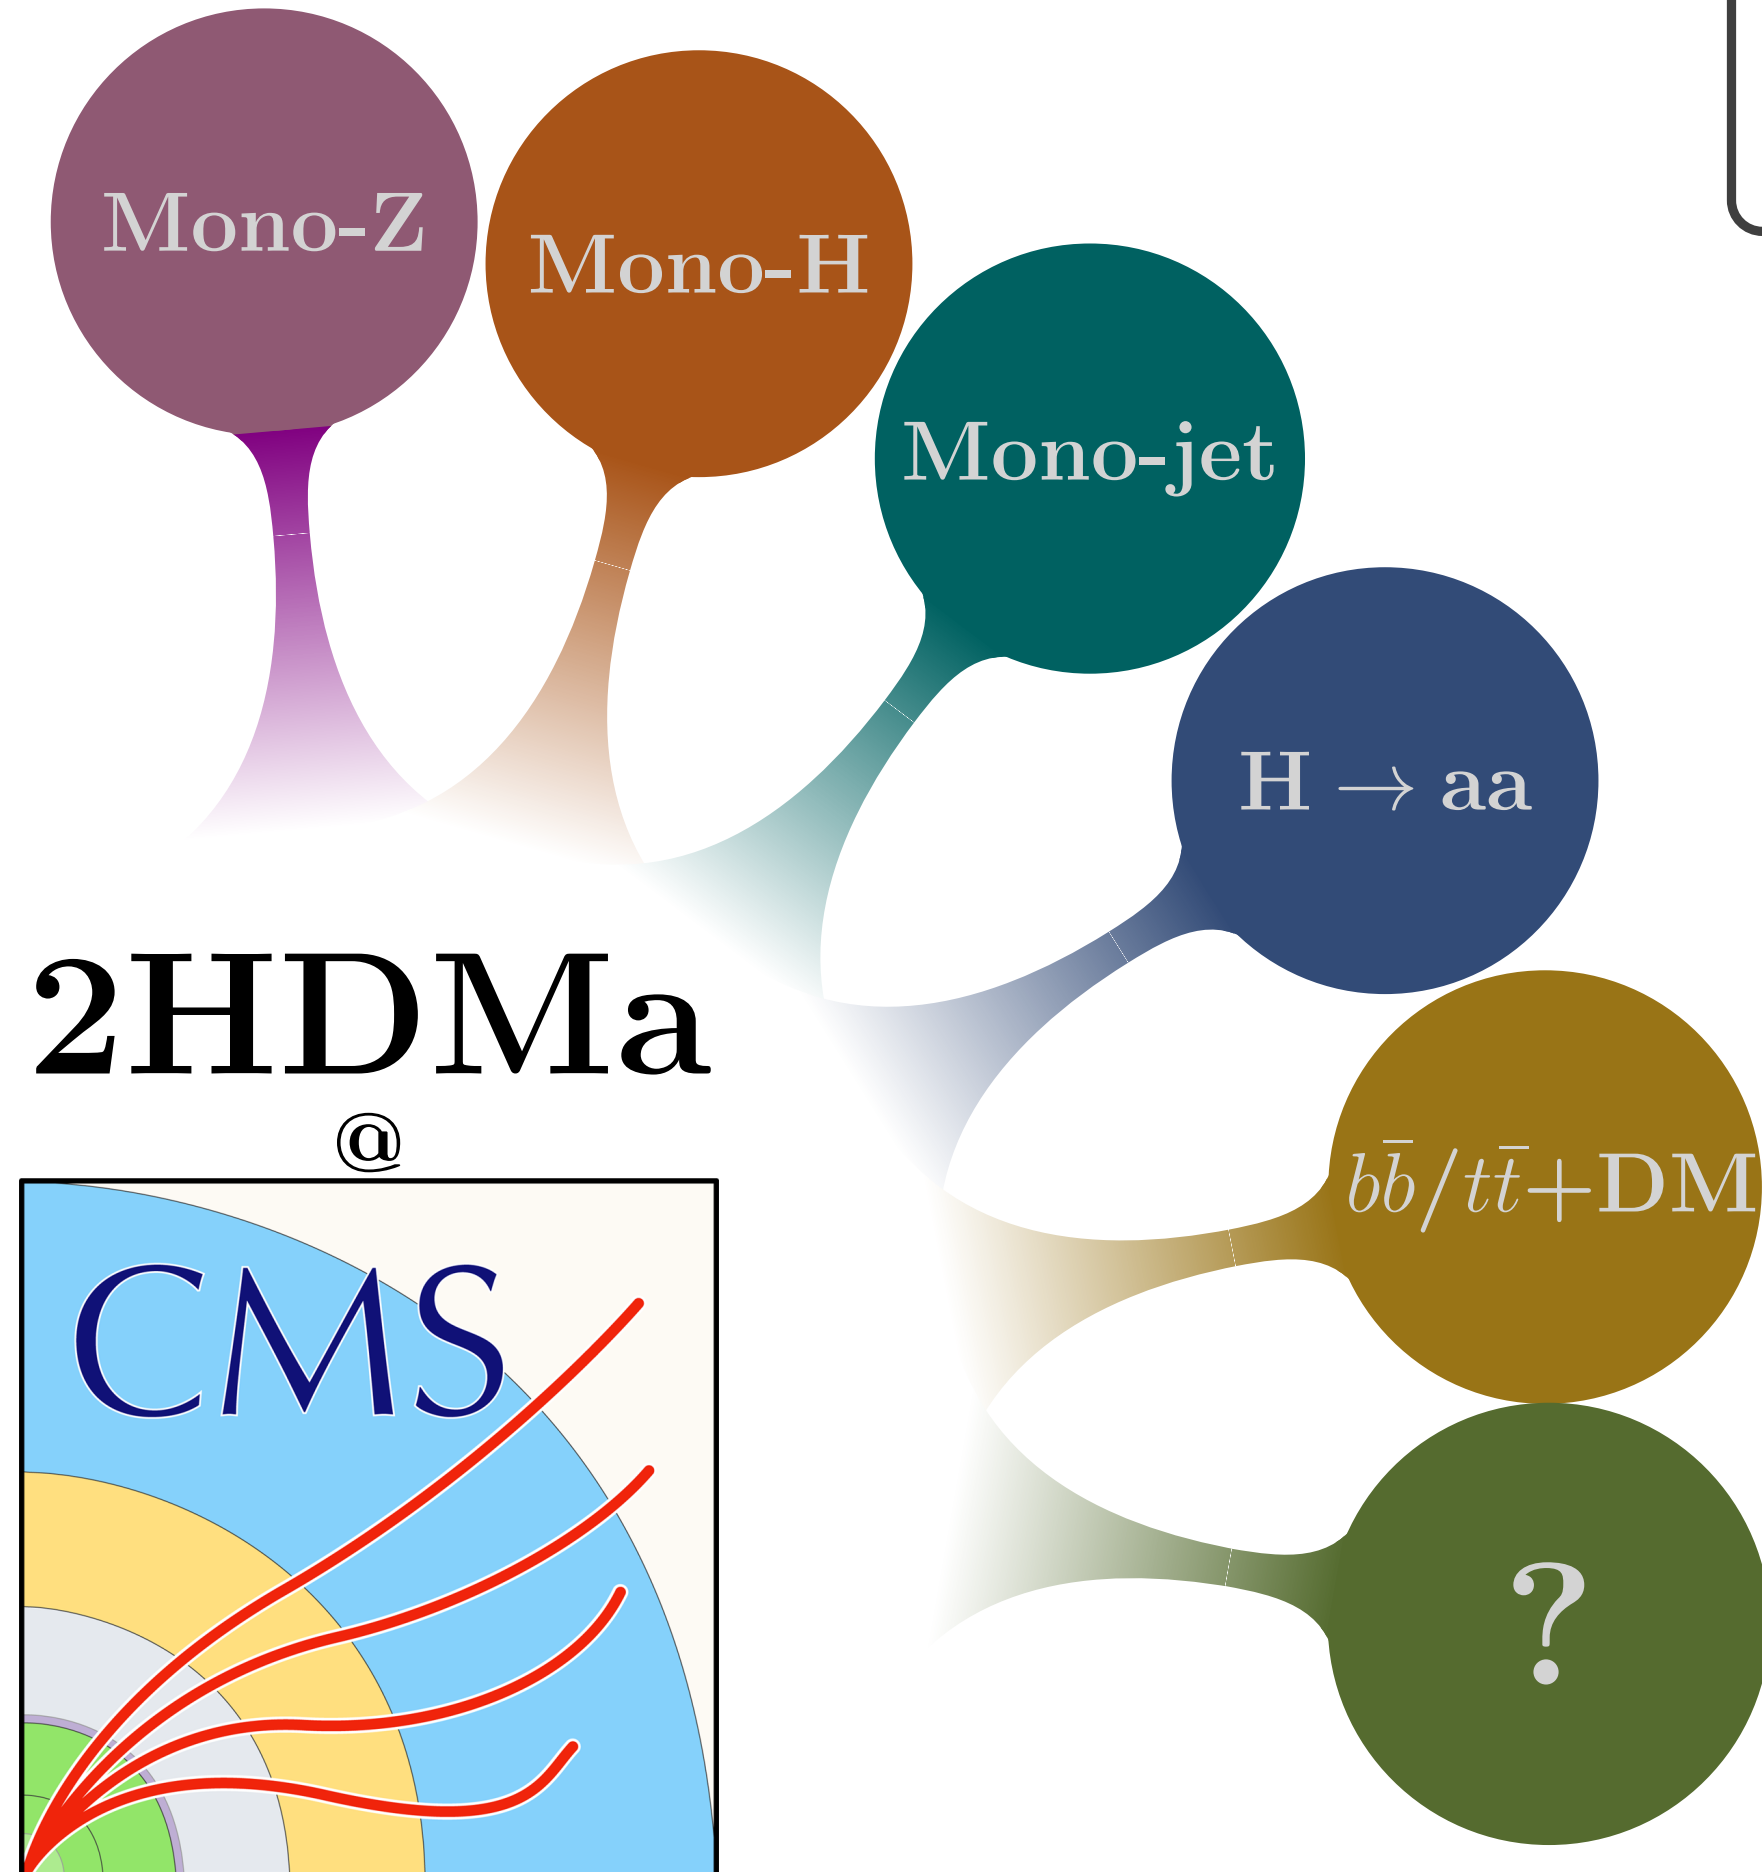 Mono-Z
Mono-H
Mono-jet
H → aa
2HDMa
@
bb̄/tt̄+DM
CMS
?